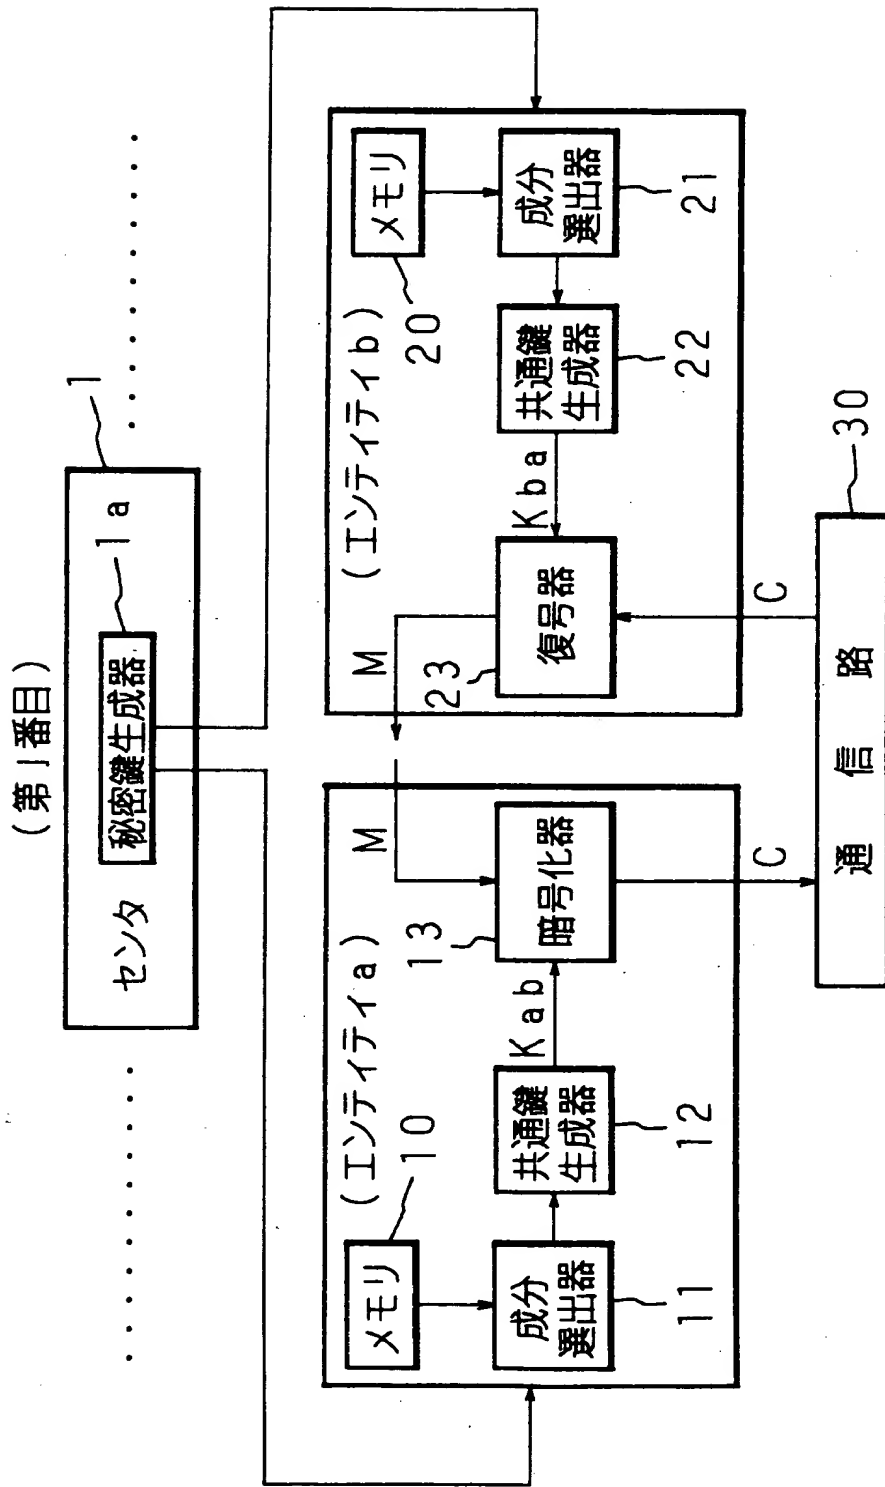 (第J番目)
1
センタ
秘密鍵生成器
1a
(エンティティa)
10
メモリ
成分
選出器
11
共通鍵
生成器
12
Kab
13
暗号化器
M
C
(エンティティb)
20
メモリ
成分
選出器
21
共通鍵
生成器
22
Kba
23
復号器
M
C
通信路
30